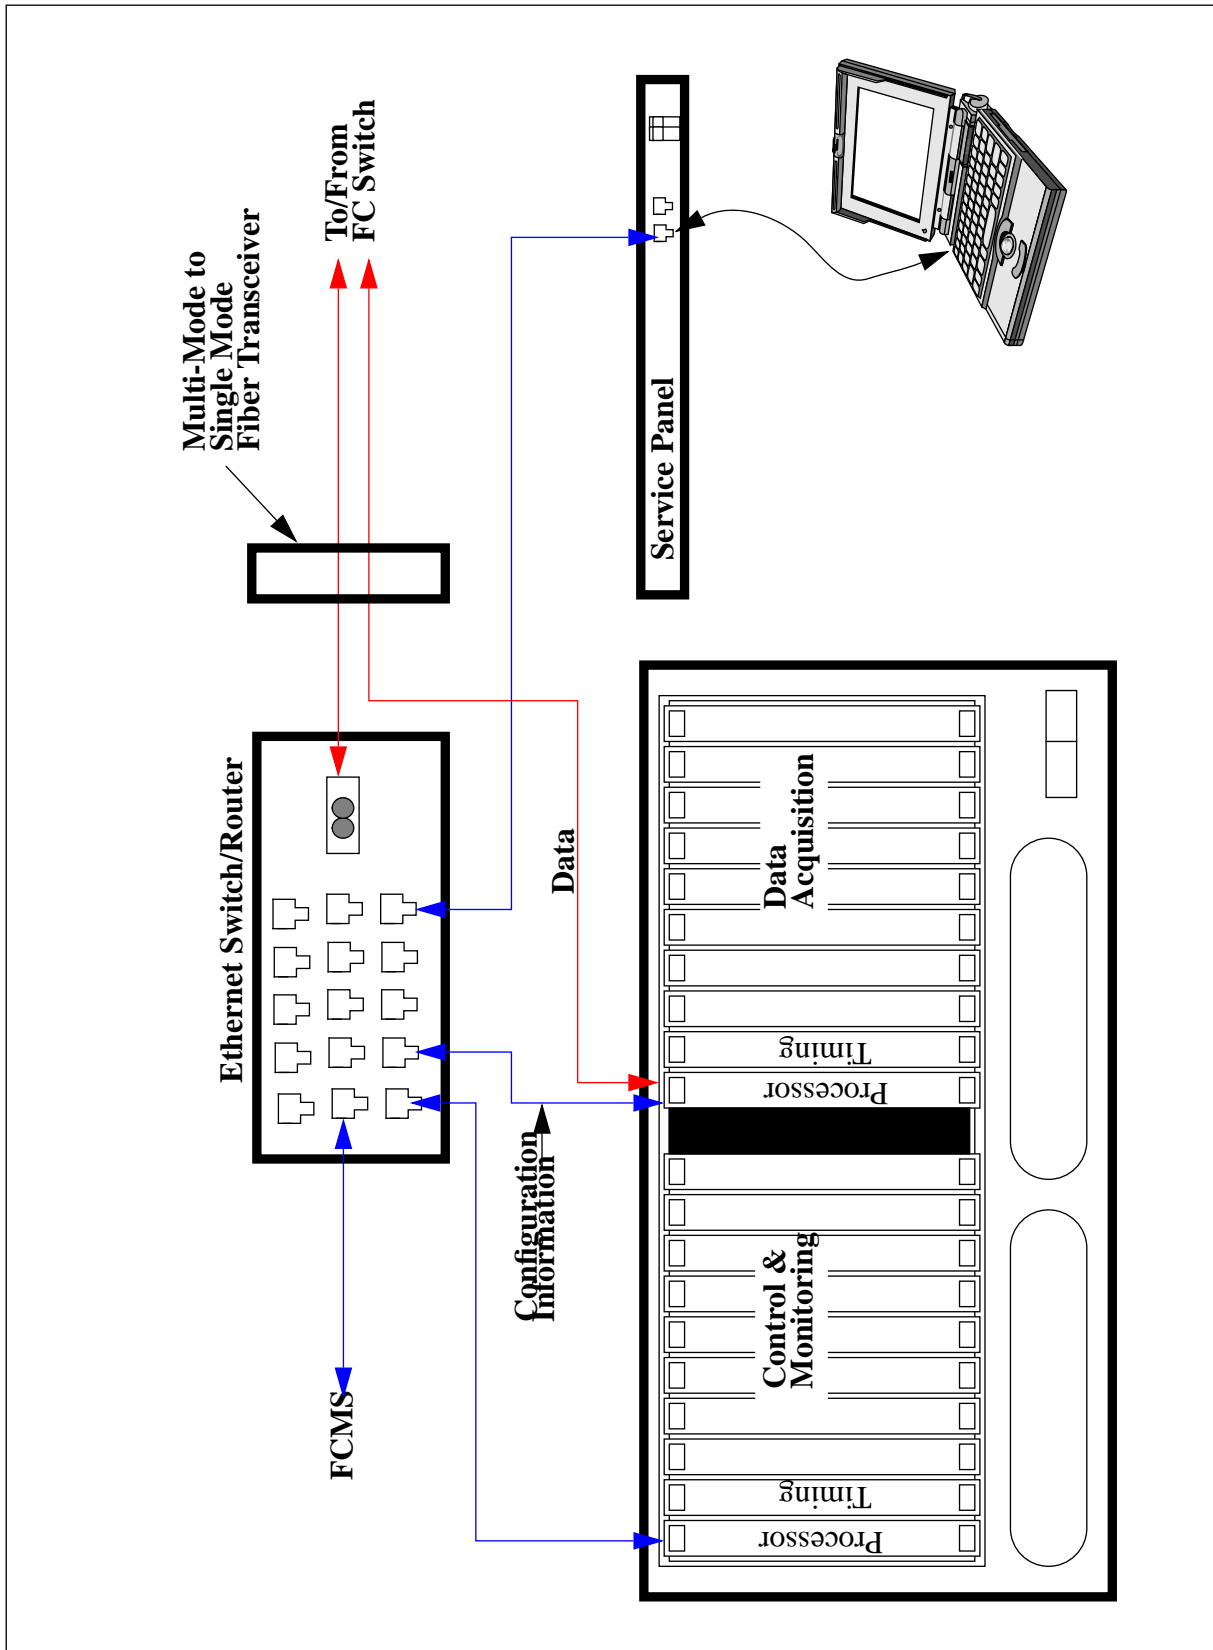 Multi-Mode to
Single Mode
Fiber Transceiver
To/From
FC Switch
Ethernet Switch/Router
FCMS
Configuration
Information
Data
Service Panel
Processor
Timing
Control &
Monitoring
Processor
Timing
Data
Acquisition